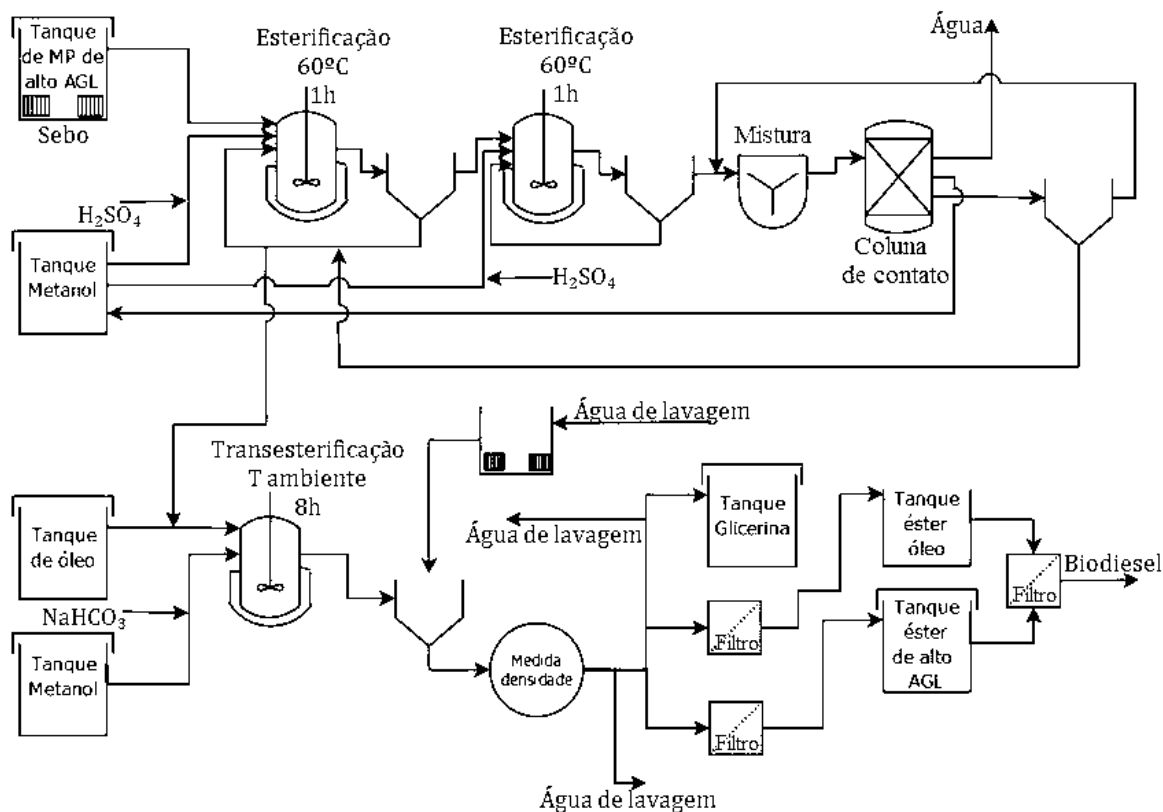 Tanque
de MP de
alto AGL
Sebo
Esterificação
60ºC
1h
Esterificação
60ºC
1h
Água
Mistura
Coluna
de contato
H₂SO₄
Tanque
Metanol
H₂SO₄
Água de lavagem
Transesterificação
T ambiente
8h
Tanque
de óleo
NaHCO₃
Tanque
Metanol
Água de lavagem
Tanque
Glicerina
Tanque
éster
óleo
Filtro
Biodiesel
Filtro
Tanque
éster
de alto
AGL
Medida
densidade
Filtro
Água de lavagem